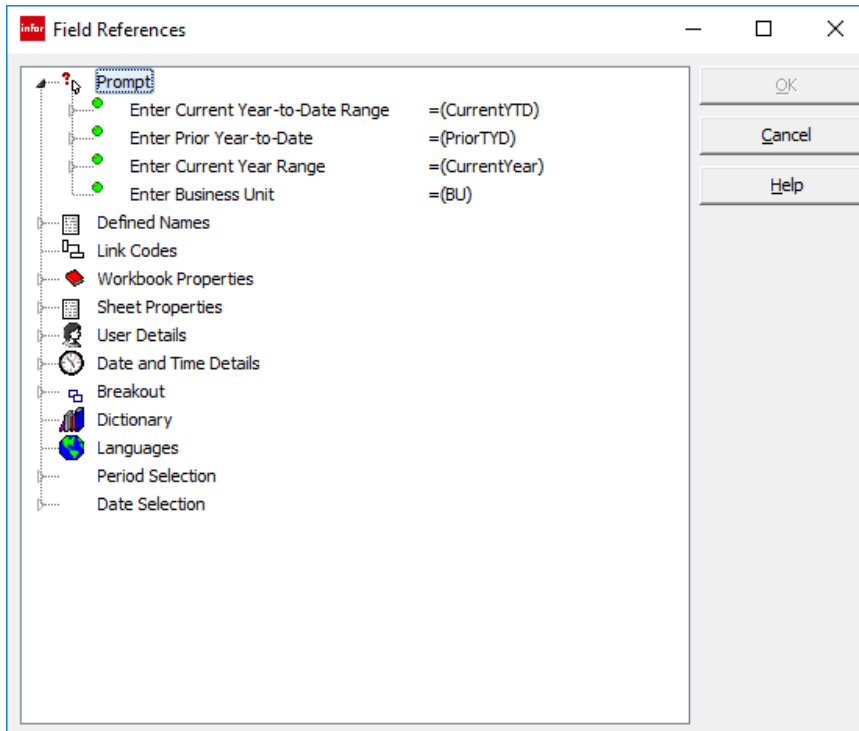 infor Field References
Prompt
Enter Current Year-to-Date Range =(CurrentYTD)
Enter Prior Year-to-Date =(PriorTYD)
Enter Current Year Range =(CurrentYear)
Enter Business Unit =(BU)
Defined Names
Link Codes
Workbook Properties
Sheet Properties
User Details
Date and Time Details
Breakout
Dictionary
Languages
Period Selection
Date Selection
OK
Cancel
Help